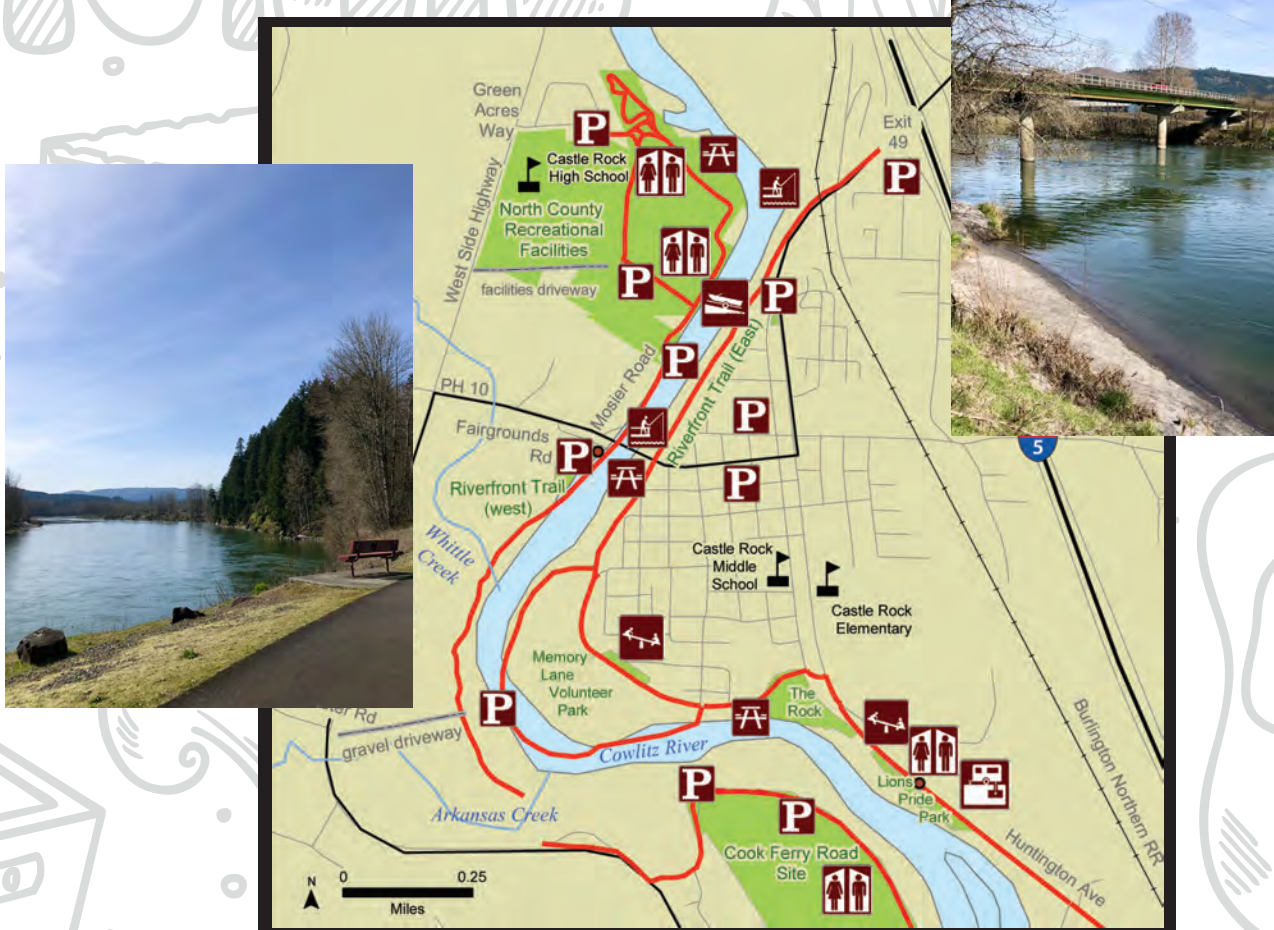 Green
Acres
Way
Exit
49
P
P
Castle Rock
High School
West Side Highway
North County
Recreational
Facilities
facilities driveway
P
P
Mosier Road
P
Riverfront Trail (East)
PH 10
P
Fairgrounds
Rd
P
P
Riverfront Trail
(west)
5
Whittle
Creek
Castle Rock
Middle
School
Castle Rock
Elementary
Memory
Lane
Volunteer
Park
The
Rock
P
Rd
gravel driveway
Cowlitz River
Burlington Northern RR
Lions
Pride
Park
P
Arkansas Creek
P
Huntington Ave
Cook Ferry Road
Site
N
0 0.25
Miles